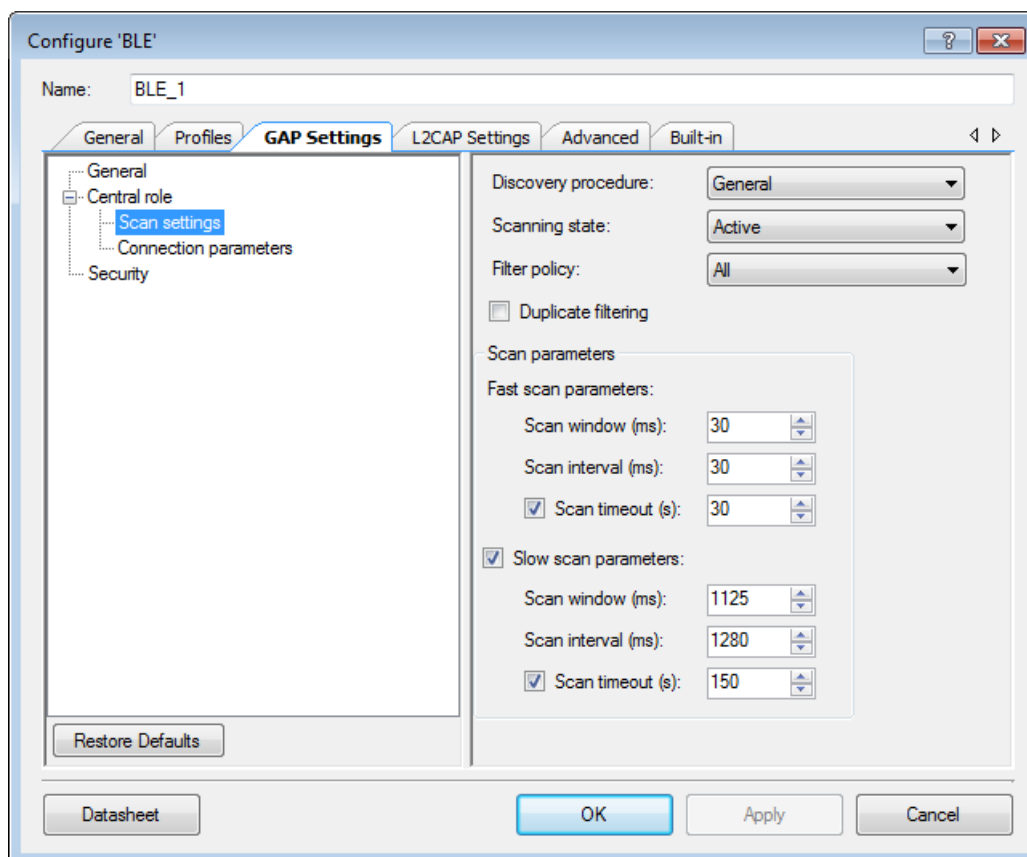 Configure 'BLE'
Name: BLE_1
General Profiles GAP Settings L2CAP Settings Advanced Built-in
General
Central role
Scan settings
Connection parameters
Security
Restore Defaults
Discovery procedure: General
Scanning state: Active
Filter policy: All
Duplicate filtering
Scan parameters
Fast scan parameters:
Scan window (ms): 30
Scan interval (ms): 30
Scan timeout (s): 30
Slow scan parameters:
Scan window (ms): 1125
Scan interval (ms): 1280
Scan timeout (s): 150
Datasheet OK Apply Cancel